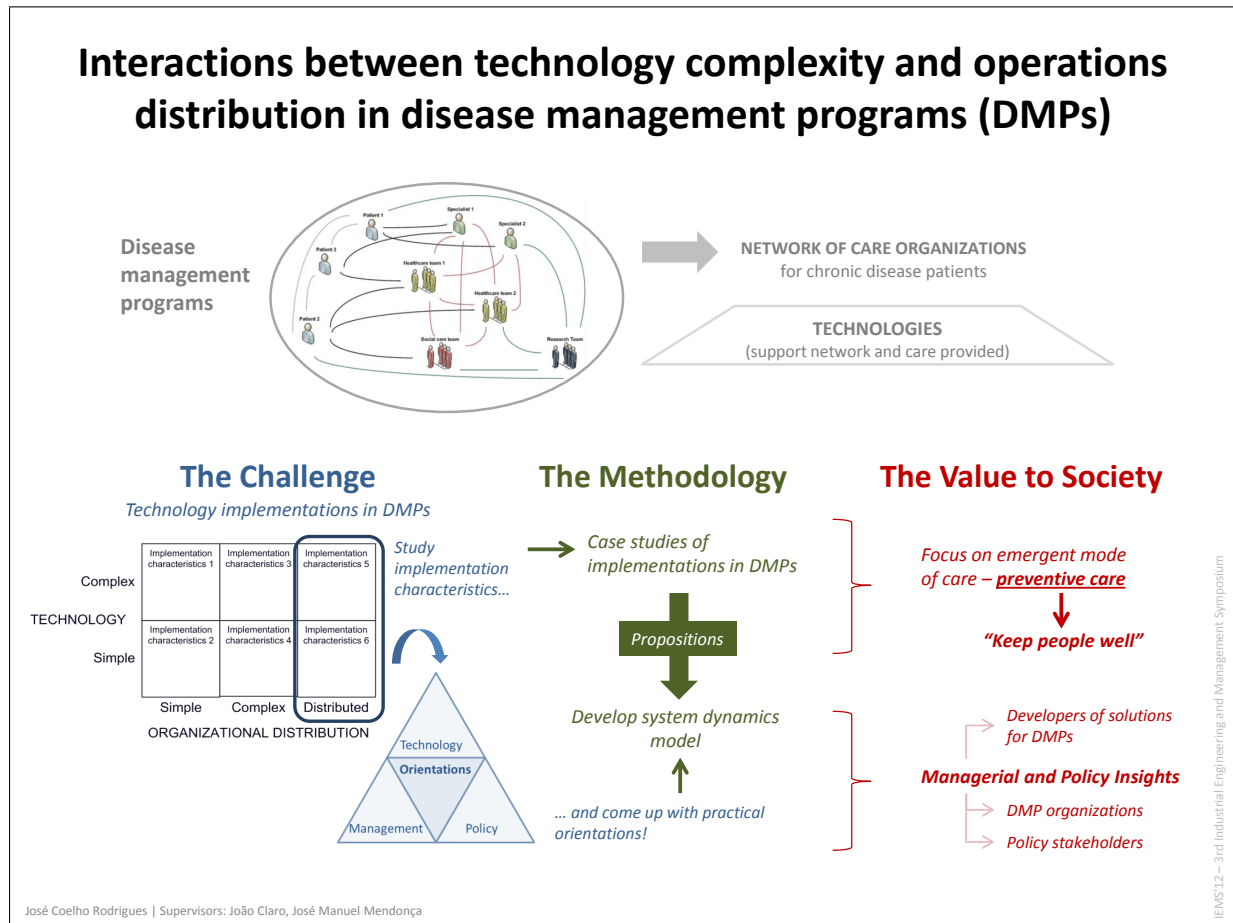 Interactions between technology complexity and operations
distribution in disease management programs (DMPs)
Disease
management
programs
Patient 1
Specialist 1
Specialist 2
Patient 3
Healthcare team 1
Healthcare team 2
Patient 2
Social care team
Research Team
NETWORK OF CARE ORGANIZATIONS
for chronic disease patients
TECHNOLOGIES
(support network and care provided)
The Challenge
Technology implementations in DMPs
Complex
TECHNOLOGY
Simple
Implementation
characteristics 1
Implementation
characteristics 3
Implementation
characteristics 5
Implementation
characteristics 2
Implementation
characteristics 4
Implementation
characteristics 6
Simple
Complex
Distributed
ORGANIZATIONAL DISTRIBUTION
Study
implementation
characteristics…
Technology
Orientations
Management
Policy
The Methodology
Case studies of
implementations in DMPs
Propositions
Develop system dynamics
model
… and come up with practical
orientations!
The Value to Society
Focus on emergent mode
of care – preventive care
“Keep people well”
Developers of solutions
for DMPs
Managerial and Policy Insights
DMP organizations
Policy stakeholders
IEMS'12 – 3rd Industrial Engineering and Management Symposium
José Coelho Rodrigues | Supervisors: João Claro, José Manuel Mendonça